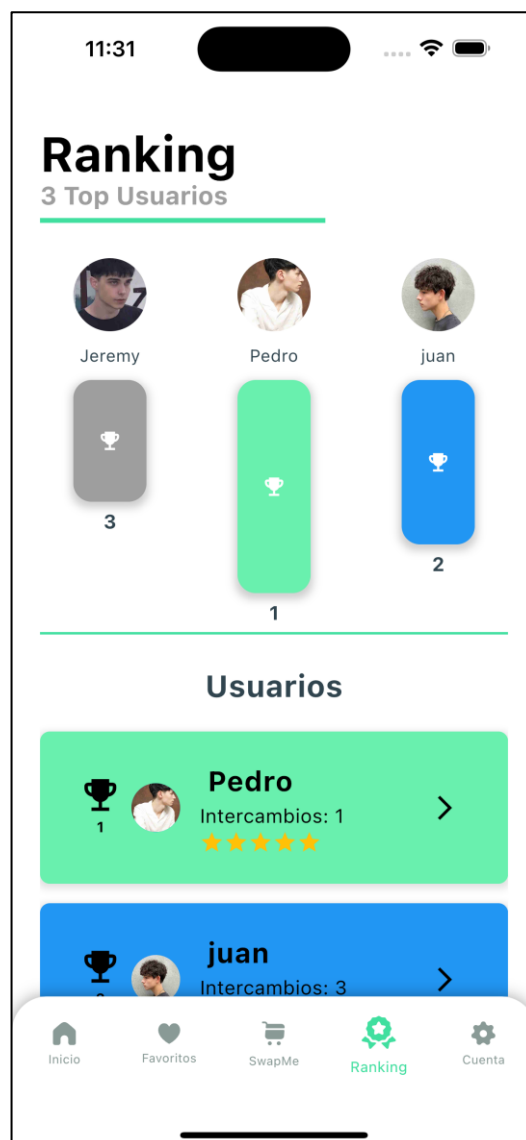 11:31
Ranking
3 Top Usuarios
Jeremy Pedro juan
3
2
1
Usuarios
Pedro
1
Intercambios: 1
juan
Intercambios: 3
Inicio Favoritos SwapMe Ranking Cuenta